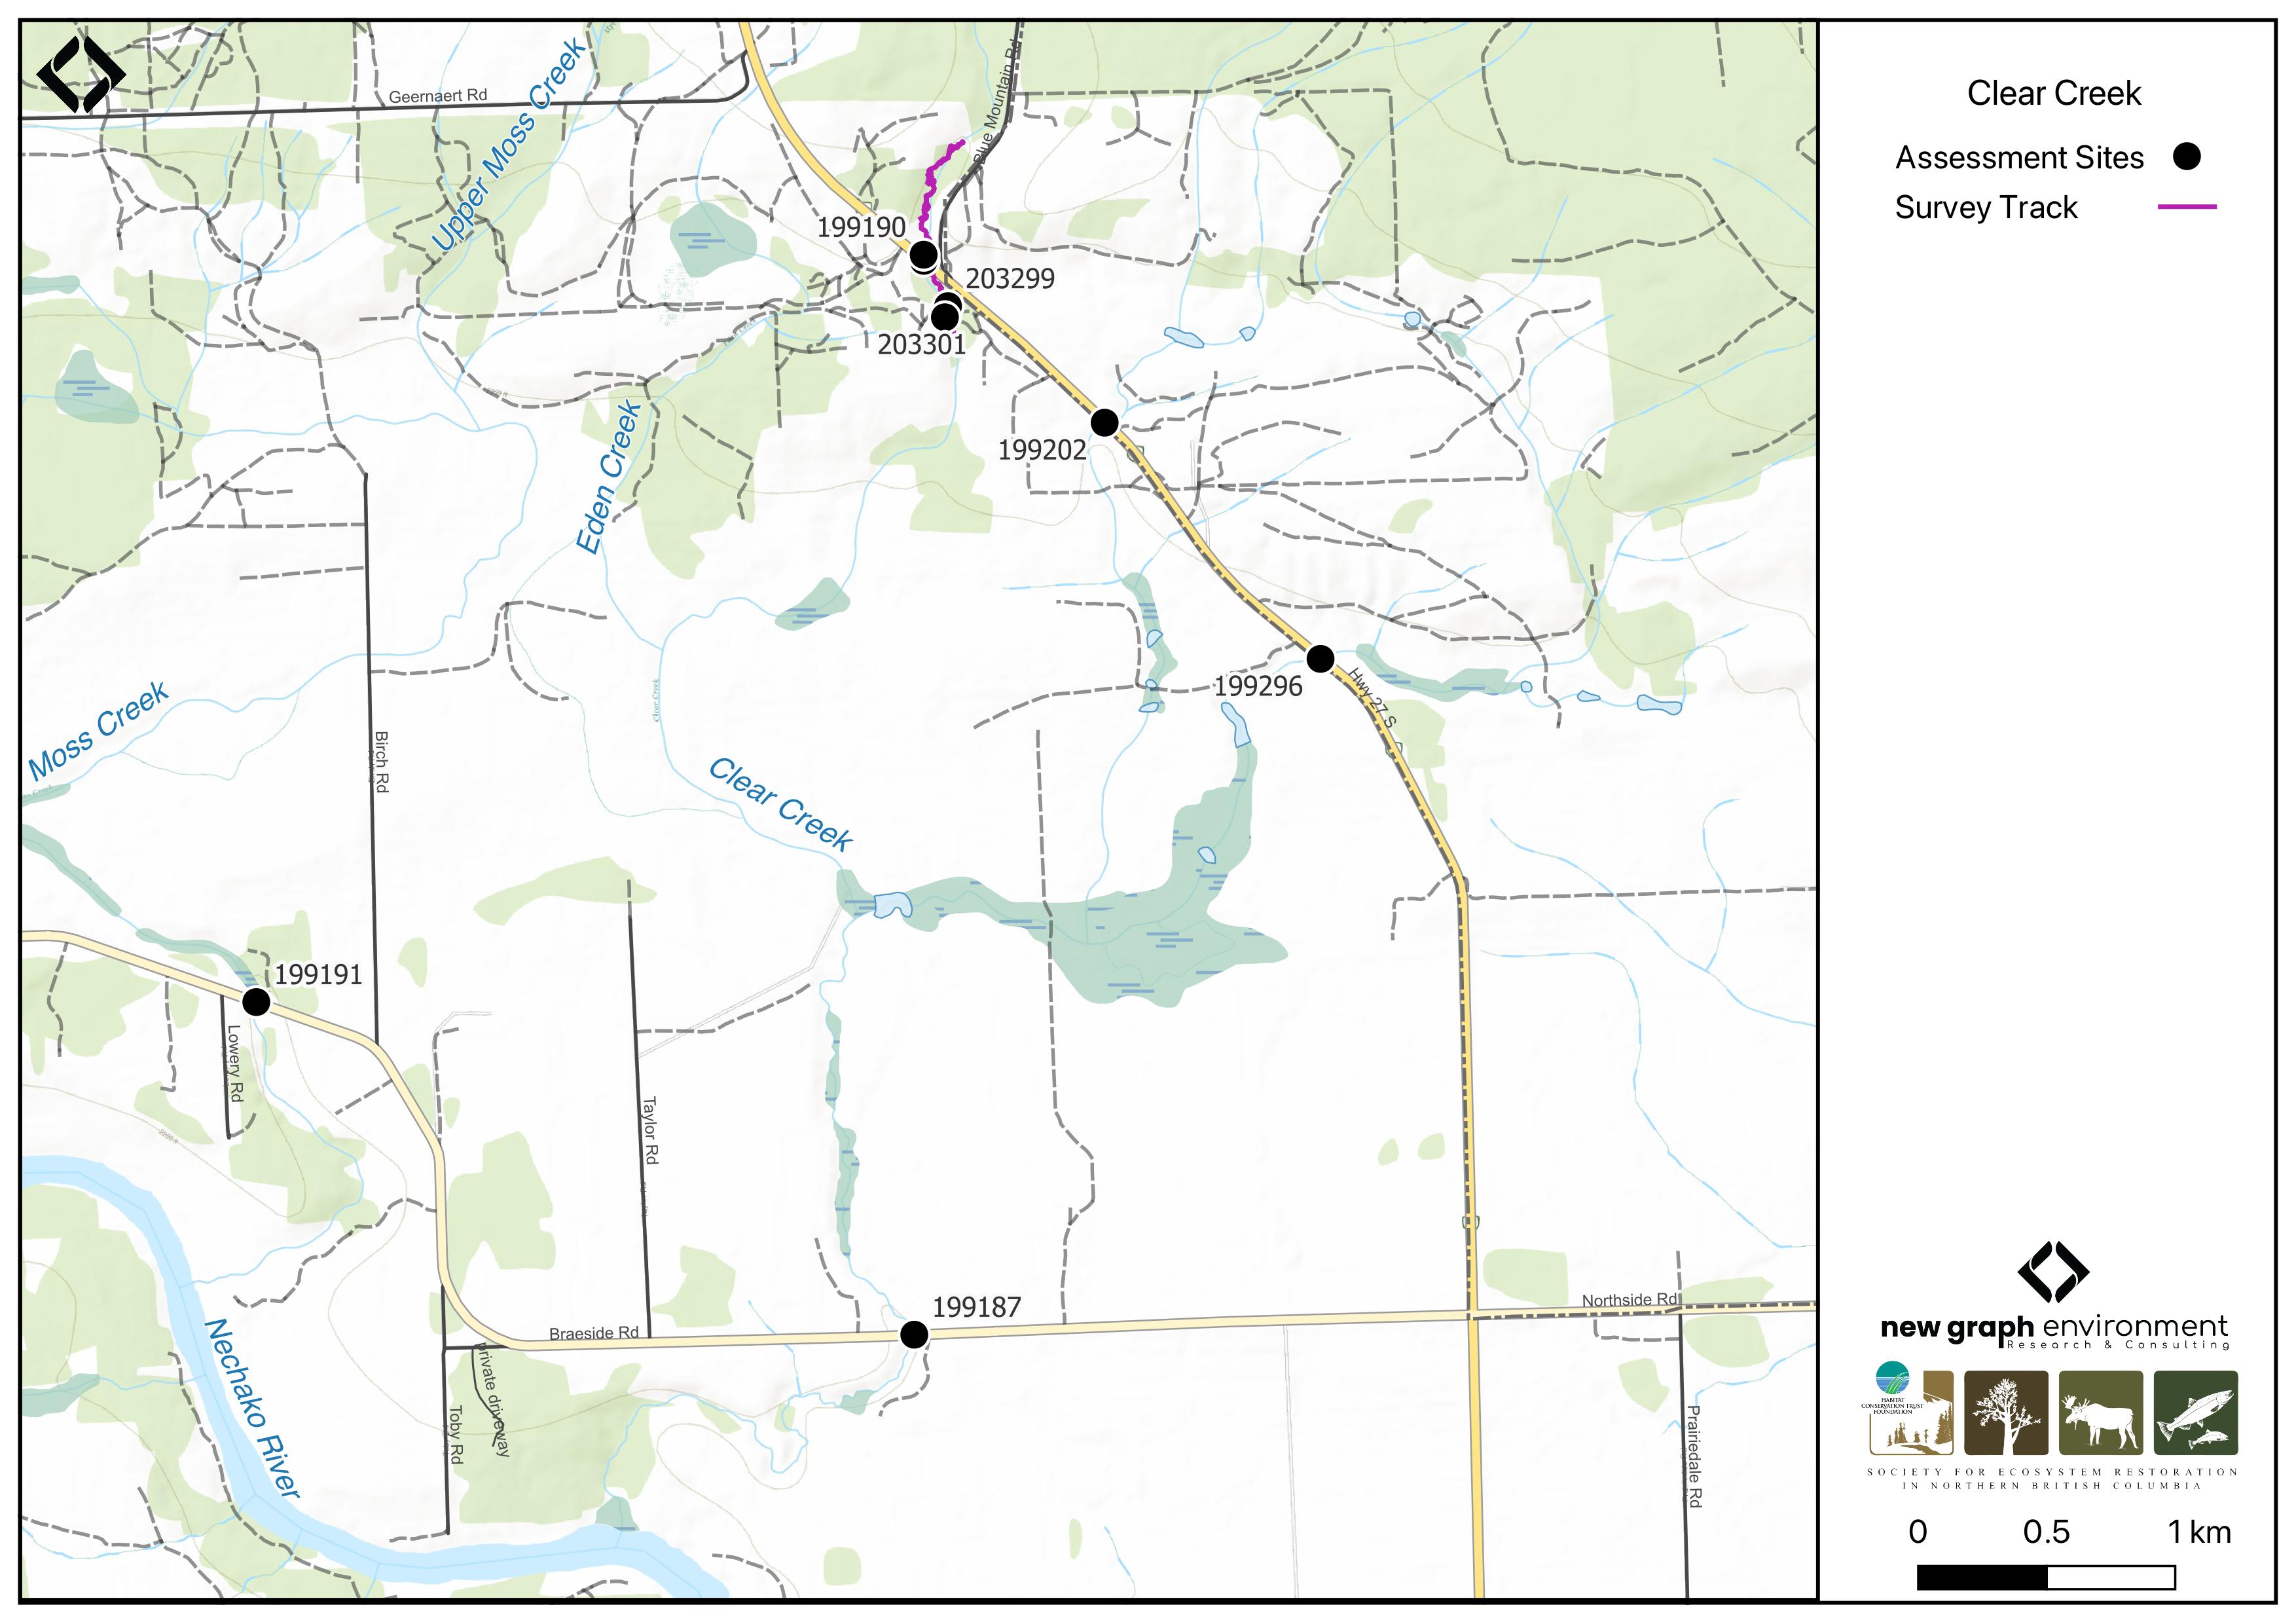 Clear Creek
Assessment Sites
Survey Track
Geernaert Rd
Upper Moss Creek
Blue Mountain Rd
199190
203299
203301
199202
Eden Creek
199296
Hwy 27 S
Moss Creek
Birch Rd
Clear Creek
Clear Creek
199191
Lowery Rd
Taylor Rd
199187
Braeside Rd
Northside Rd
private driveway
Toby Rd
Prairiedale Rd
Nechako River
new graph environment
Research & Consulting
HABITAT
CONSERVATION TRUST
FOUNDATION
SOCIETY FOR ECOSYSTEM RESTORATION
IN NORTHERN BRITISH COLUMBIA
0 0.5 1 km